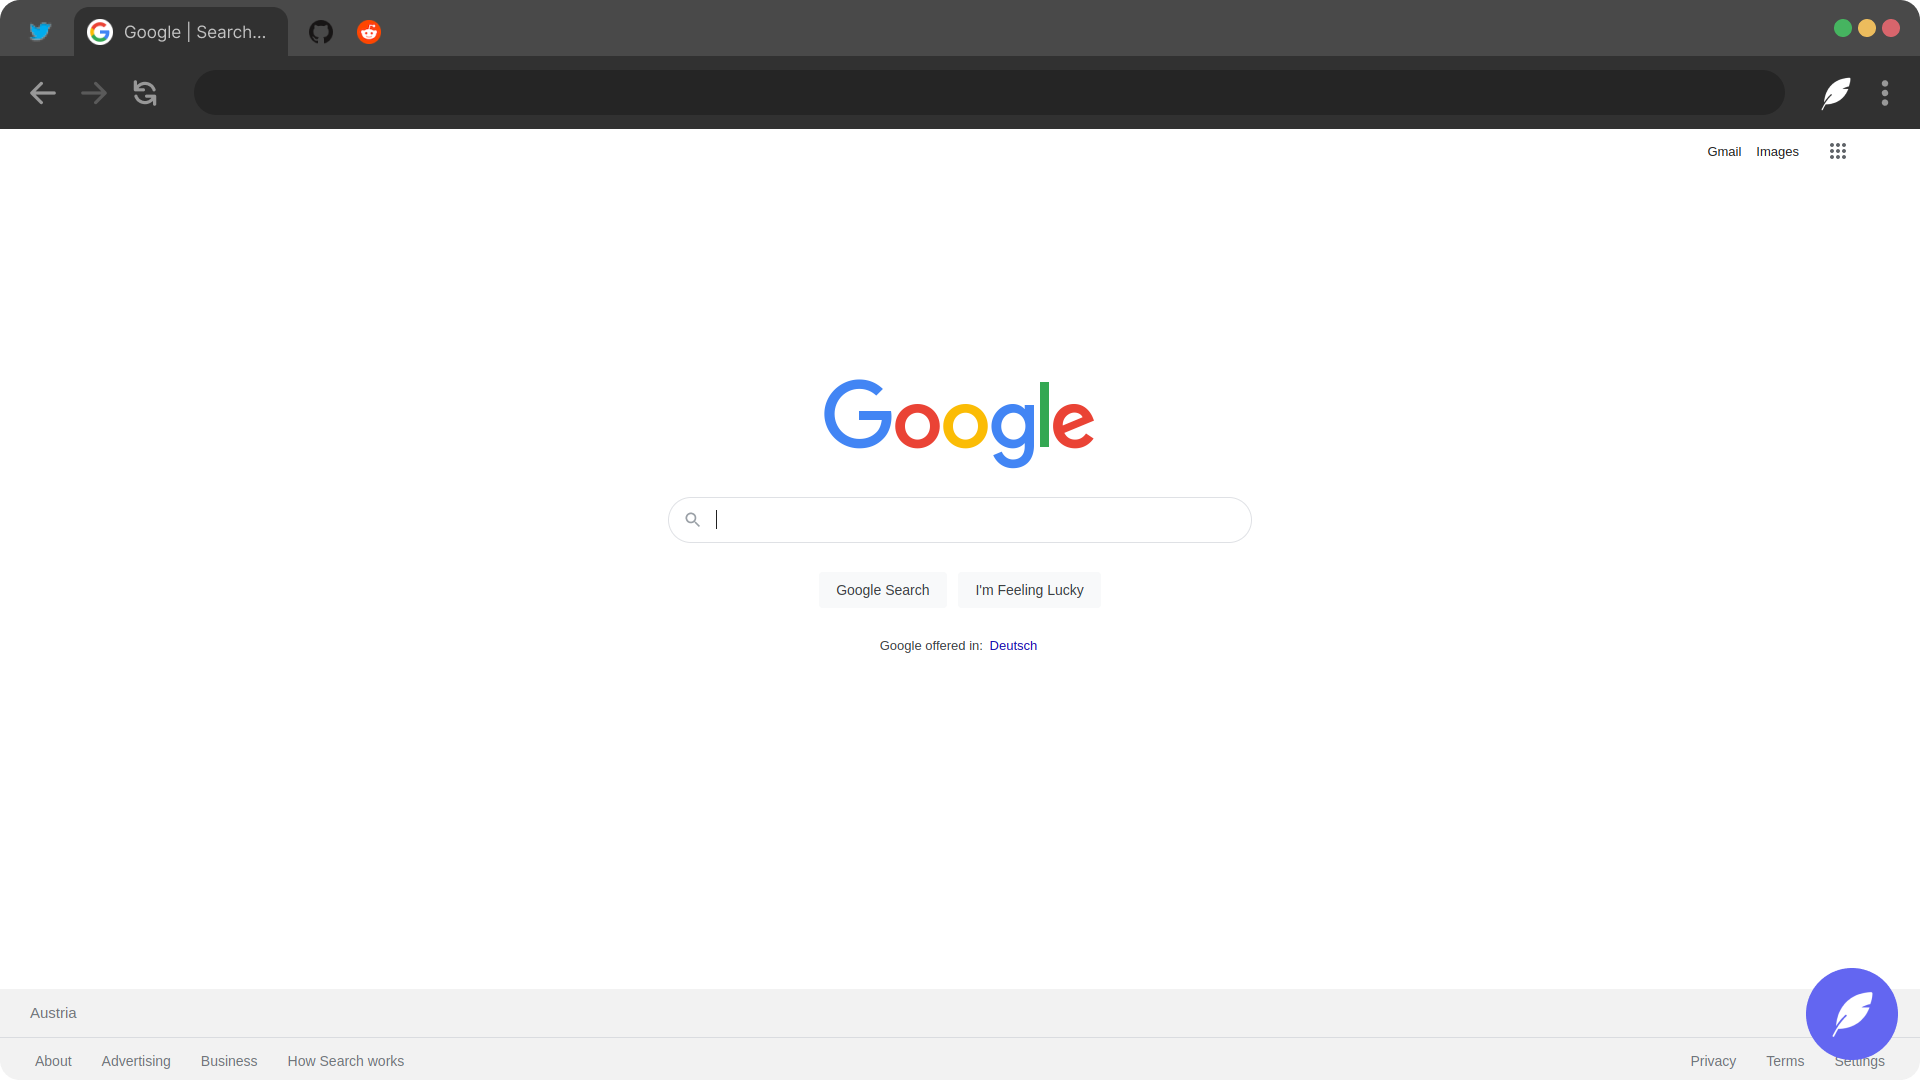 Google | Search...
Gmail Images
Google
Google Search I'm Feeling Lucky
Google offered in: Deutsch
Austria
About Advertising Business How Search works Privacy Terms Settings